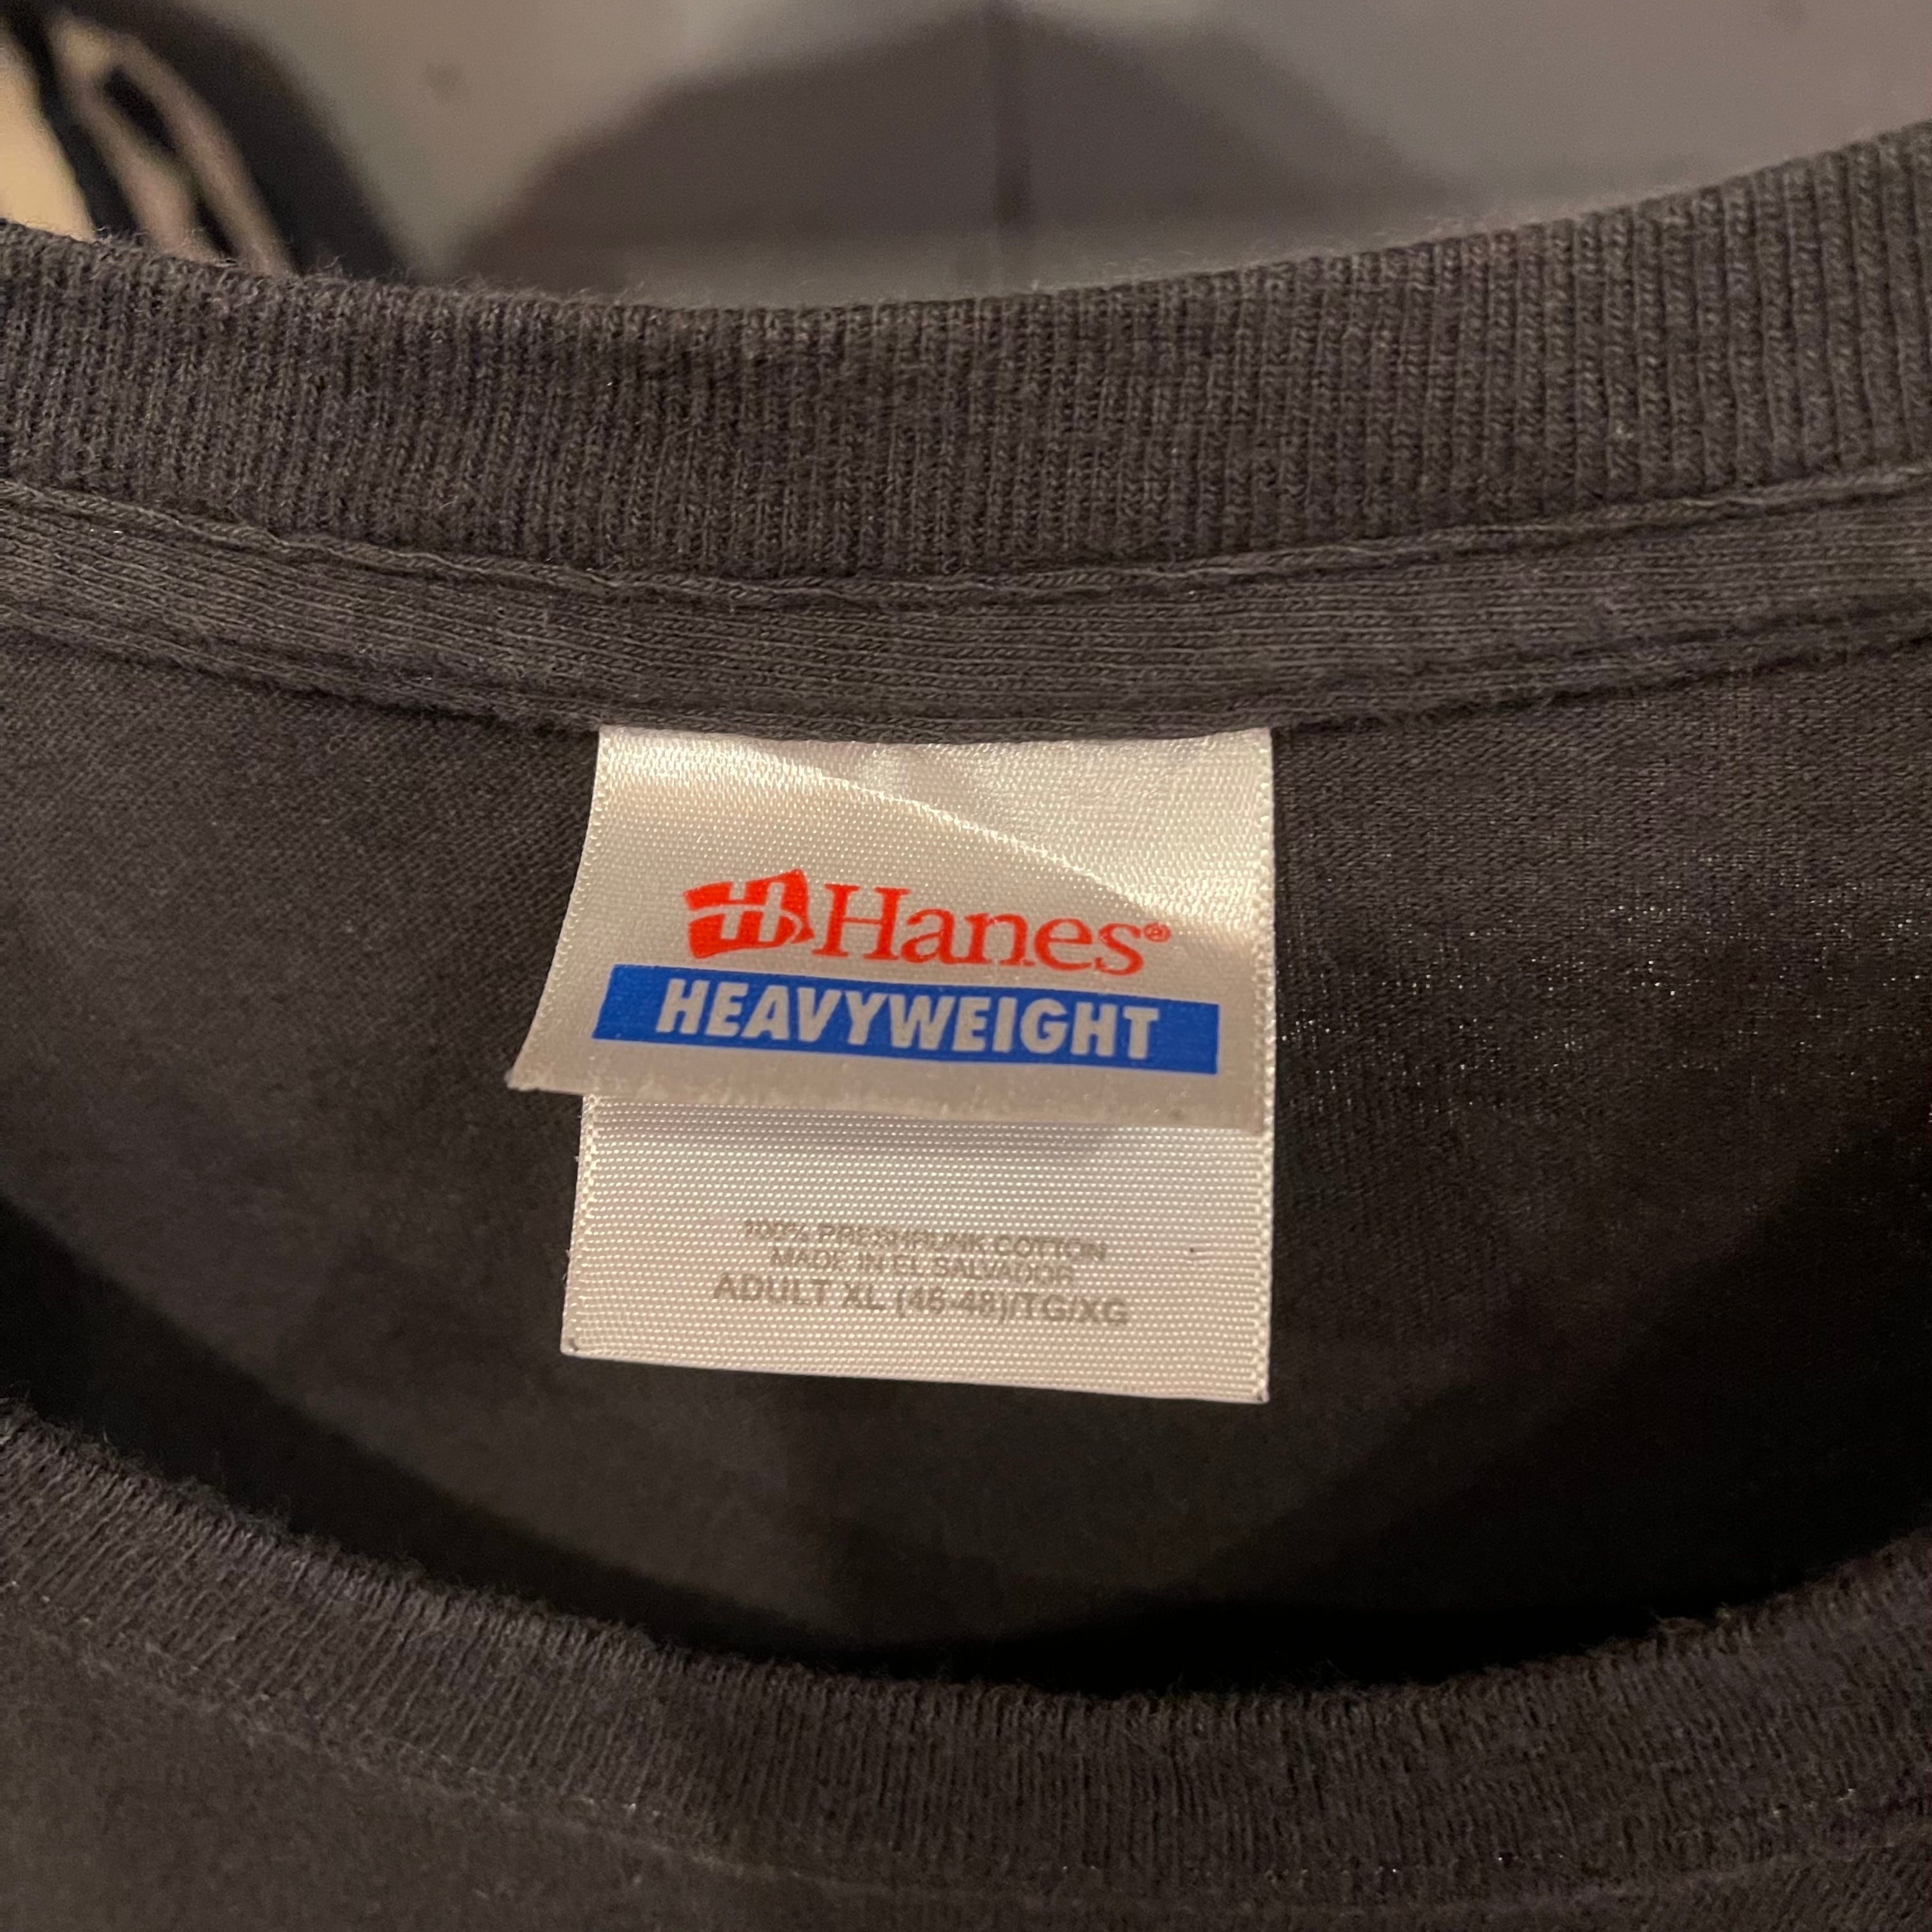 Hanes®
HEAVYWEIGHT
100% PRESHRUNK COTTON
MADE IN EL SALVADOR
ADULT XL (46-48)/TG/XG